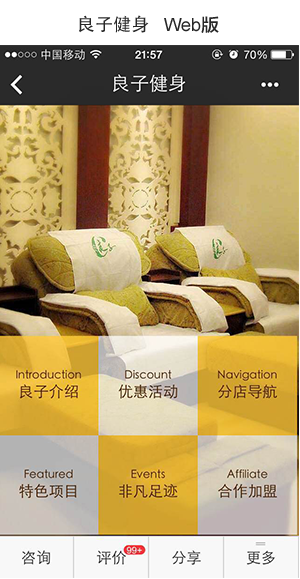 良子健身 Web版
中国移动 21:57 70%
良子健身
Introduction Discount Navigation
良子介绍 优惠活动 分店导航
Featured Events Affiliate
特色项目 非凡足迹 合作加盟
99+
咨询 评价 分享 更多